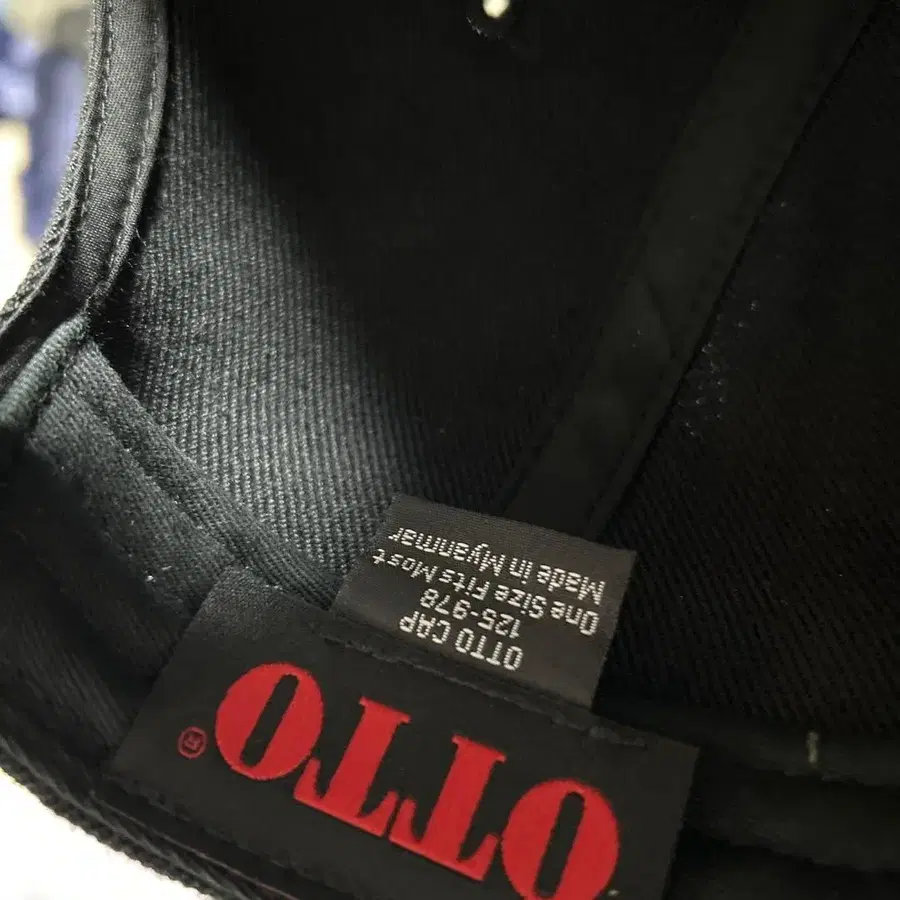 OTTO CAP
125-978
One Size Fits Most
Made in Myanmar
OTTO®